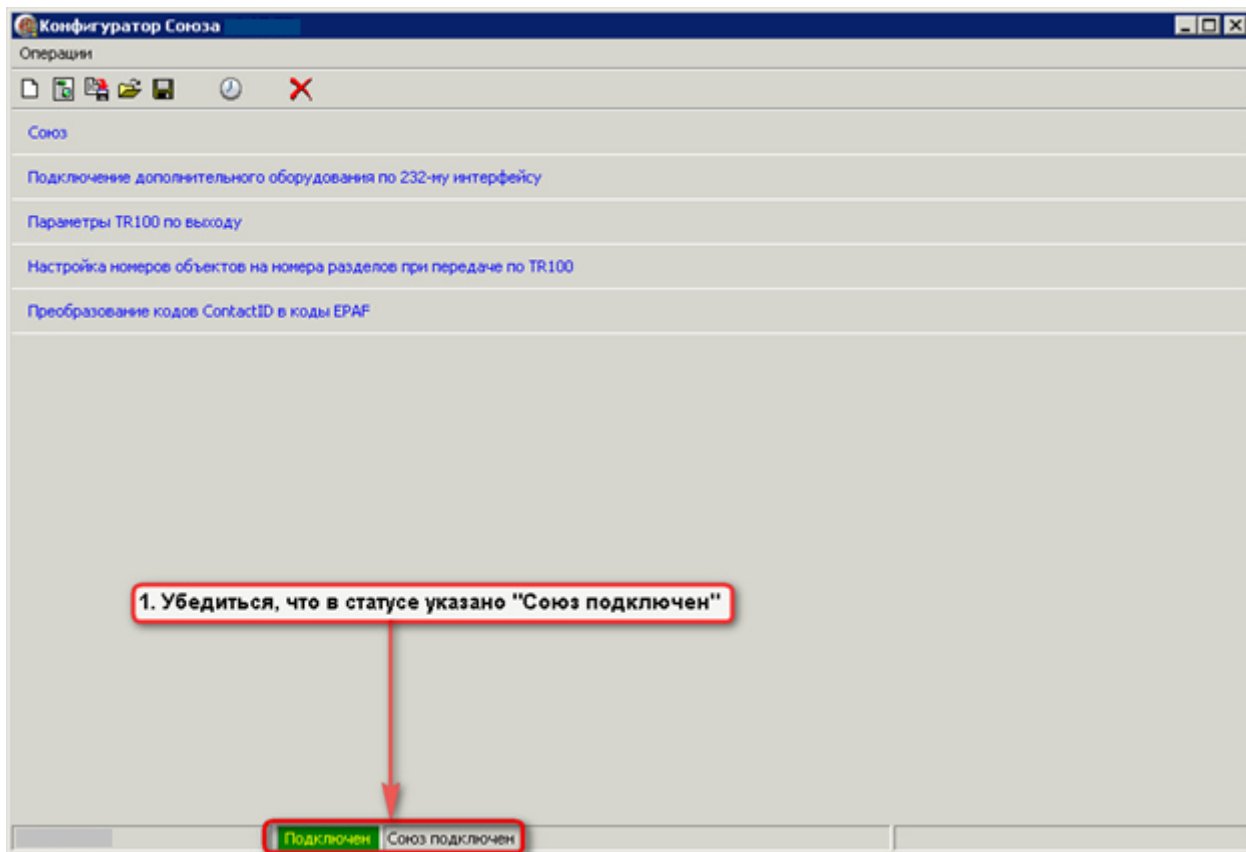 Конфигуратор Союза
Операции
Союз
Подключение дополнительного оборудования по 232-му интерфейсу
Параметры TR100 по выходу
Настройка номеров объектов на номера разделов при передаче по TR100
Преобразование кодов ContactID в коды EPAF
1. Убедиться, что в статусе указано "Союз подключен"
Подключен Союз подключен